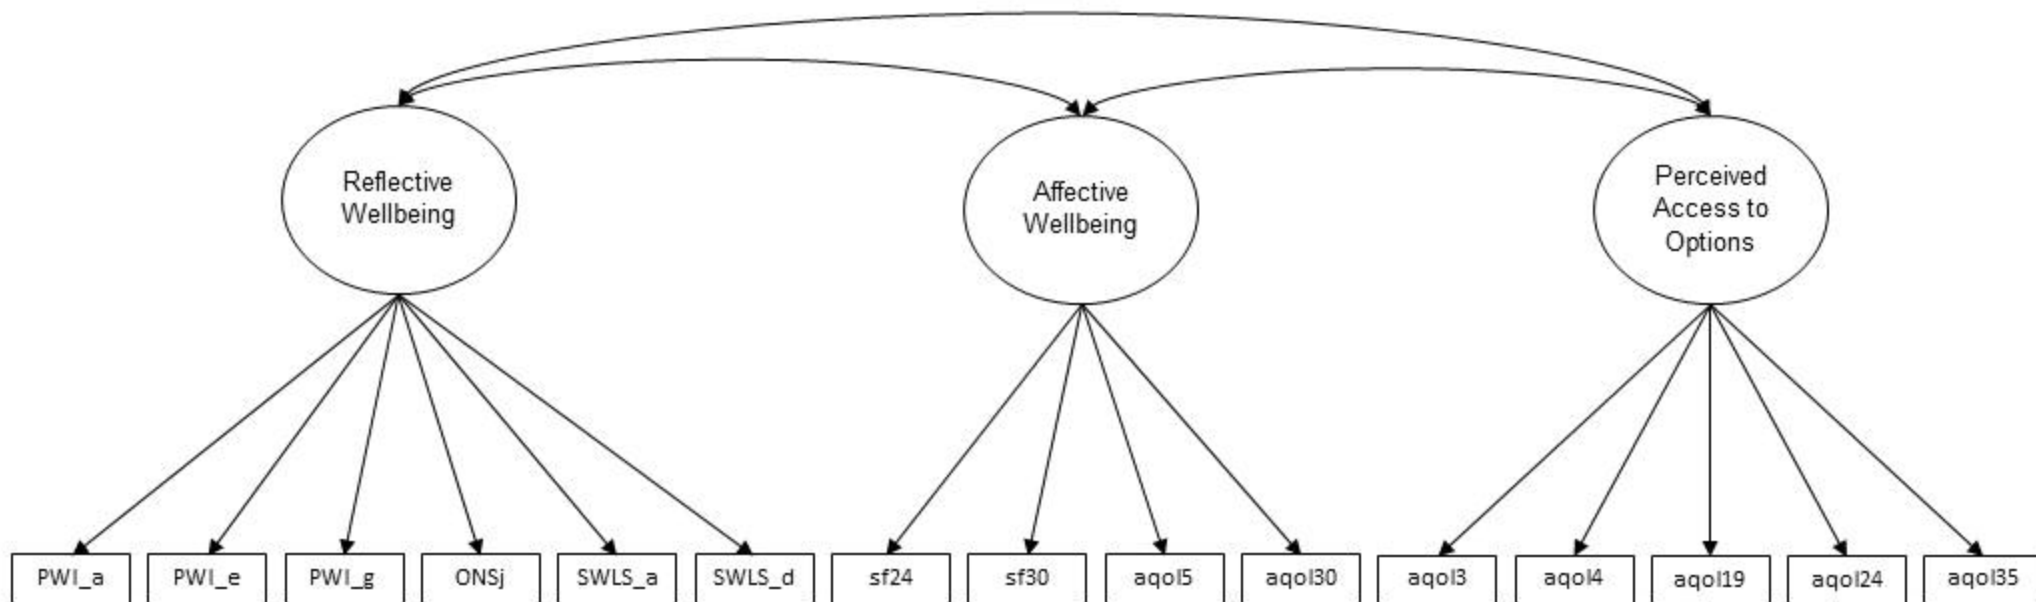 Reflective
Wellbeing
Affective
Wellbeing
Perceived
Access to
Options
PWI_a
PWI_e
PWI_g
ONSj
SWLS_a
SWLS_d
sf24
sf30
aqol5
aqol30
aqol3
aqol4
aqol19
aqol24
aqol35